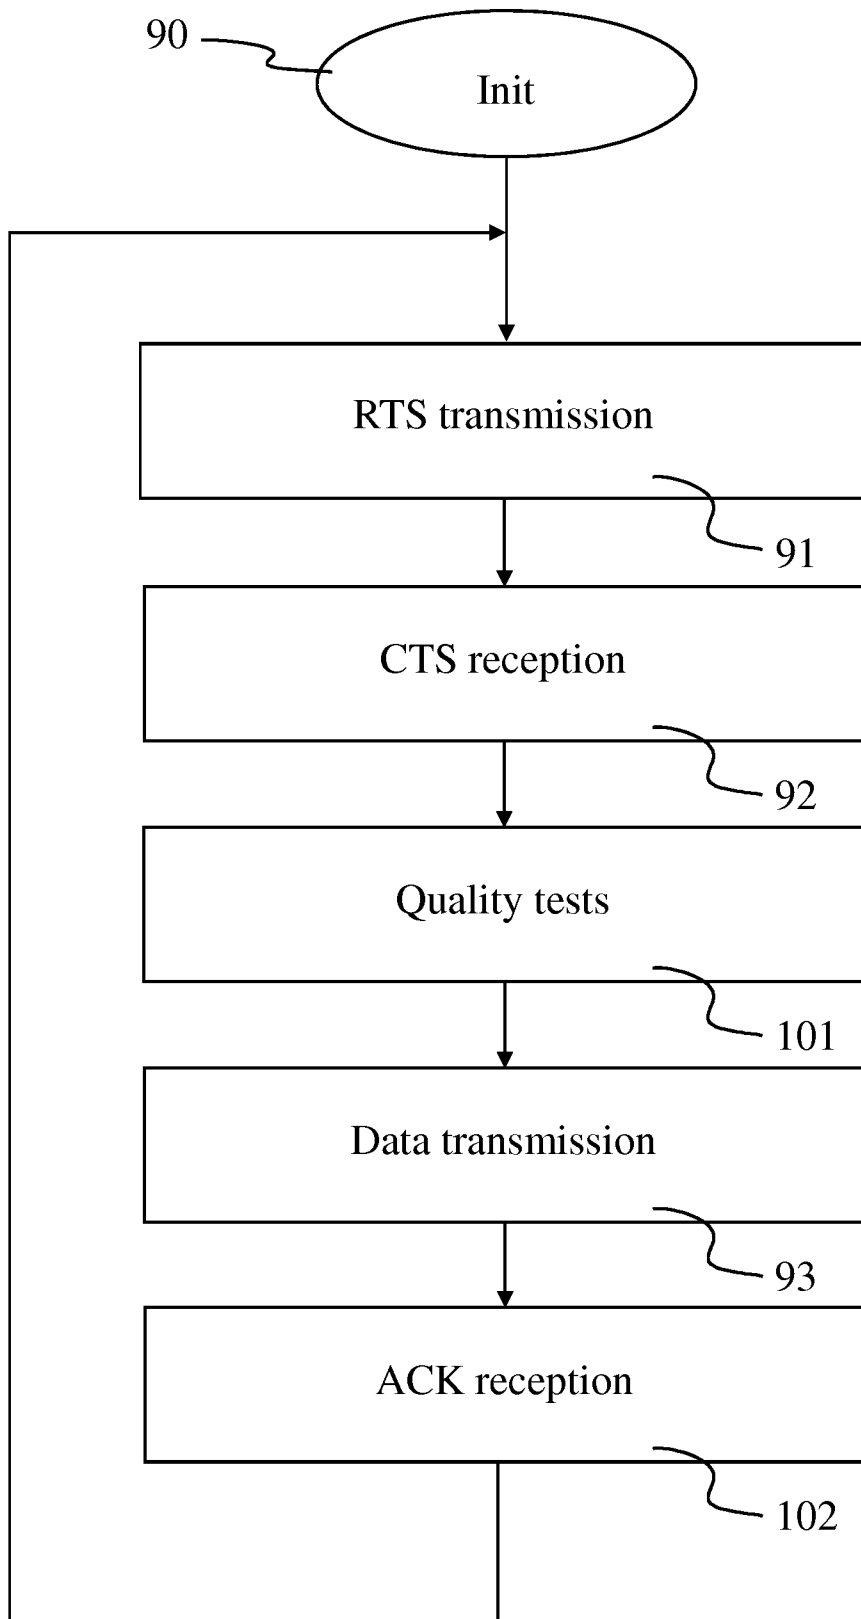 90
Init
RTS transmission
91
CTS reception
92
Quality tests
101
Data transmission
93
ACK reception
102